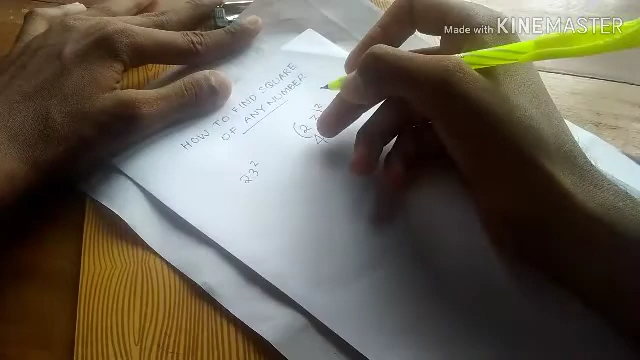 Made with KINEMASTER
HOW TO FIND SQUARE
OF ANY NUMBER
23²